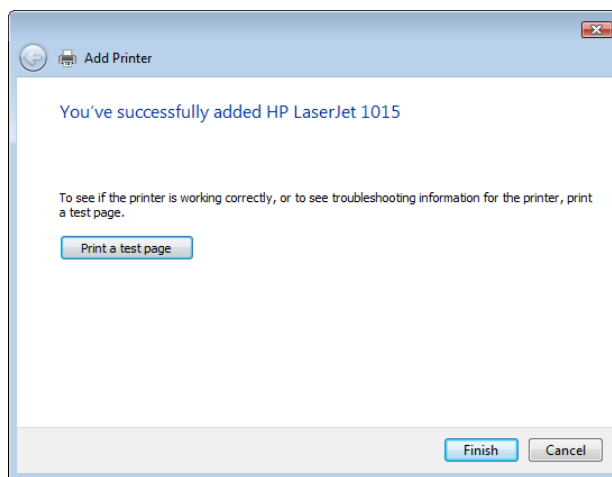 Add Printer
You've successfully added HP LaserJet 1015
To see if the printer is working correctly, or to see troubleshooting information for the printer, print
a test page.
Print a test page
Finish Cancel